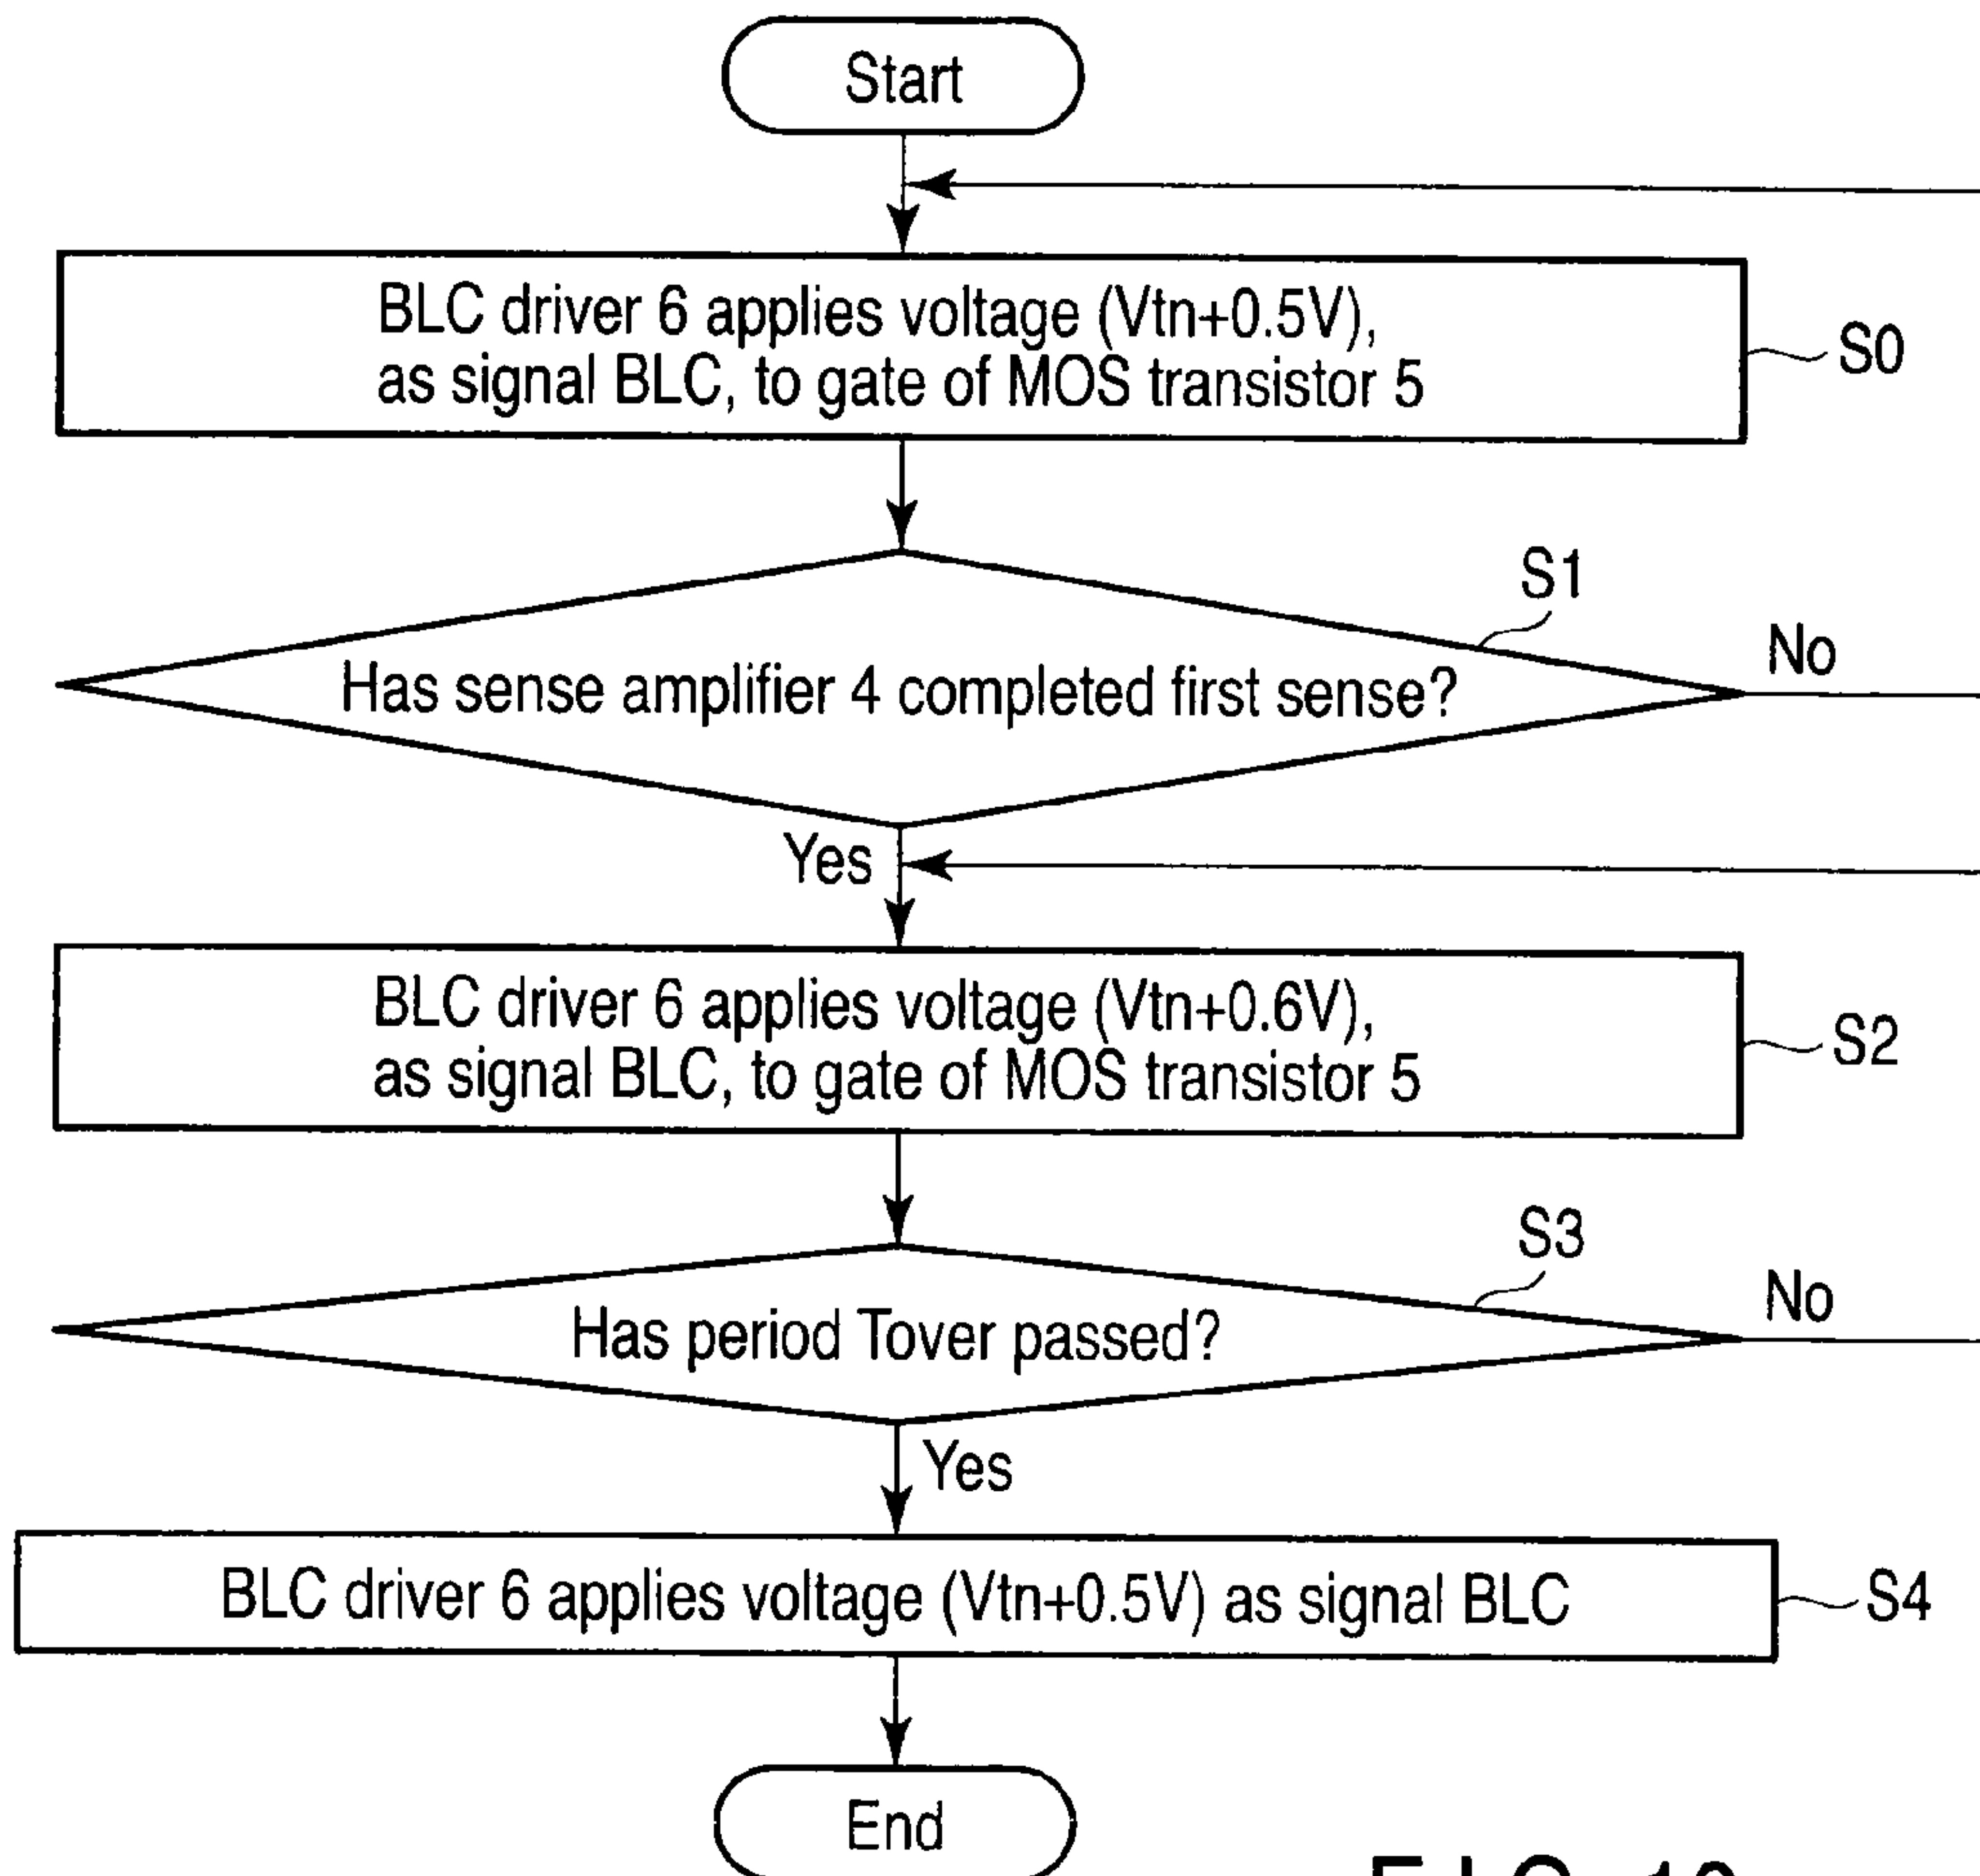 Start
BLC driver 6 applies voltage (Vtn+0.5V),
as signal BLC, to gate of MOS transistor 5
S0
S1
Has sense amplifier 4 completed first sense?
No
Yes
BLC driver 6 applies voltage (Vtn+0.6V),
as signal BLC, to gate of MOS transistor 5
S2
S3
Has period Tover passed?
No
Yes
BLC driver 6 applies voltage (Vtn+0.5V) as signal BLC
S4
End